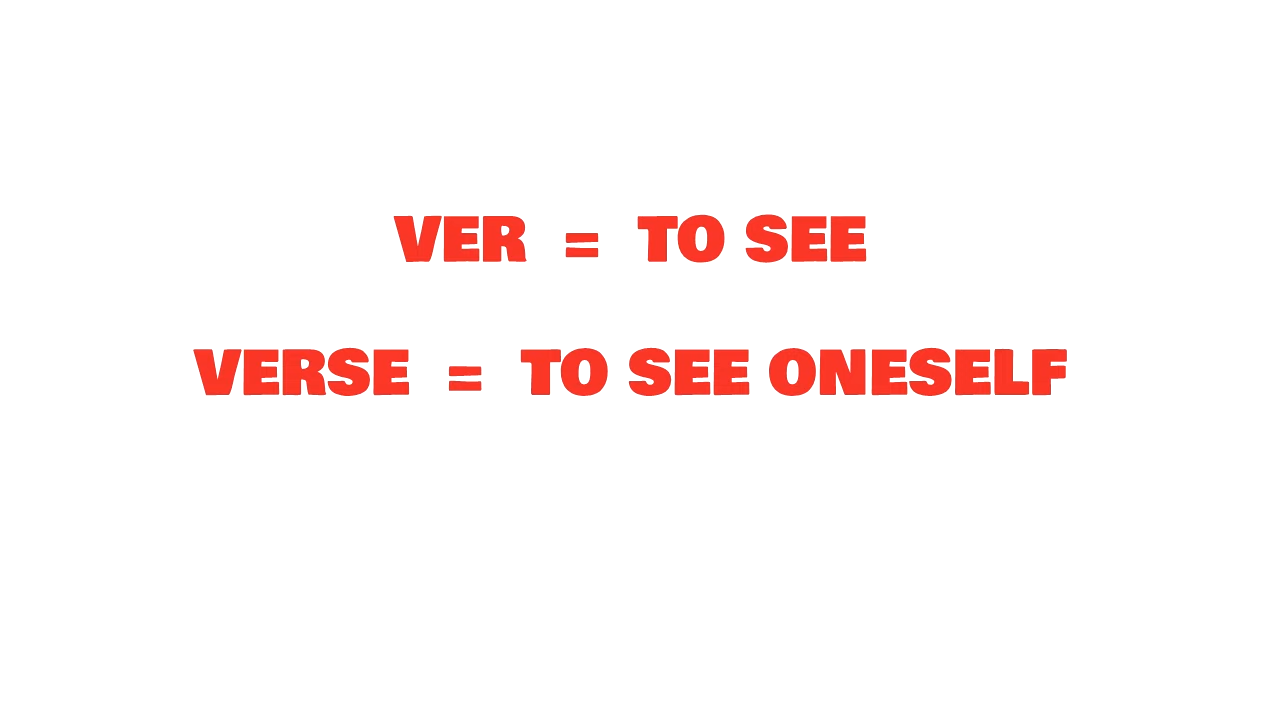 VER = TO SEE
VERSE = TO SEE ONESELF